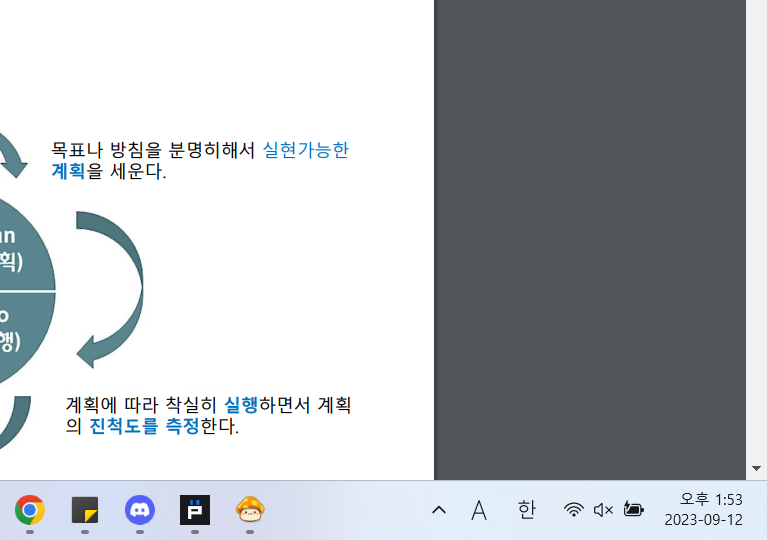 목표나 방침을 분명히해서 실현가능한
계획을 세운다.
an
획)
o
행)
계획에 따라 착실히 실행하면서 계획
의 진척도를 측정한다.
A 한 오후 1:53
2023-09-12